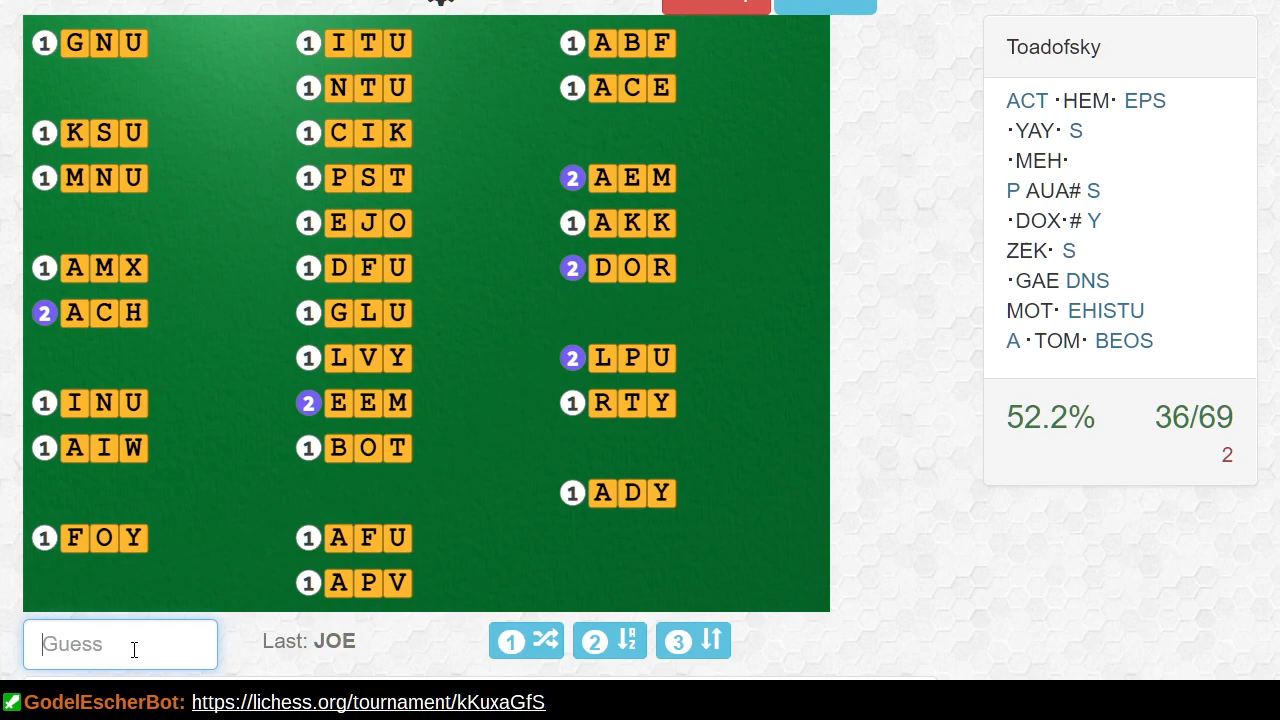 1 GNU 1 ITU 1 ABF
1 NTU 1 ACE
1 KSU 1 CIK
1 MNU 1 PST 2 AEM
1 EJO 1 AKK
1 AMX 1 DFU 2 DOR
2 ACH 1 GLU
1 LVY 2 LPU
1 INU 2 EEM 1 RTY
1 AIW 1 BOT
1 ADY
1 FOY 1 AFU
1 APV
Guess
Last: JOE
1 2 3
Toadofsky
ACT ·HEM· EPS
·YAY· S
·MEH·
P AUA# S
·DOX·# Y
ZEK· S
·GAE DNS
MOT· EHISTU
A ·TOM· BEOS
52.2% 36/69
2
GodelEscherBot: https://lichess.org/tournament/kKuxaGfS